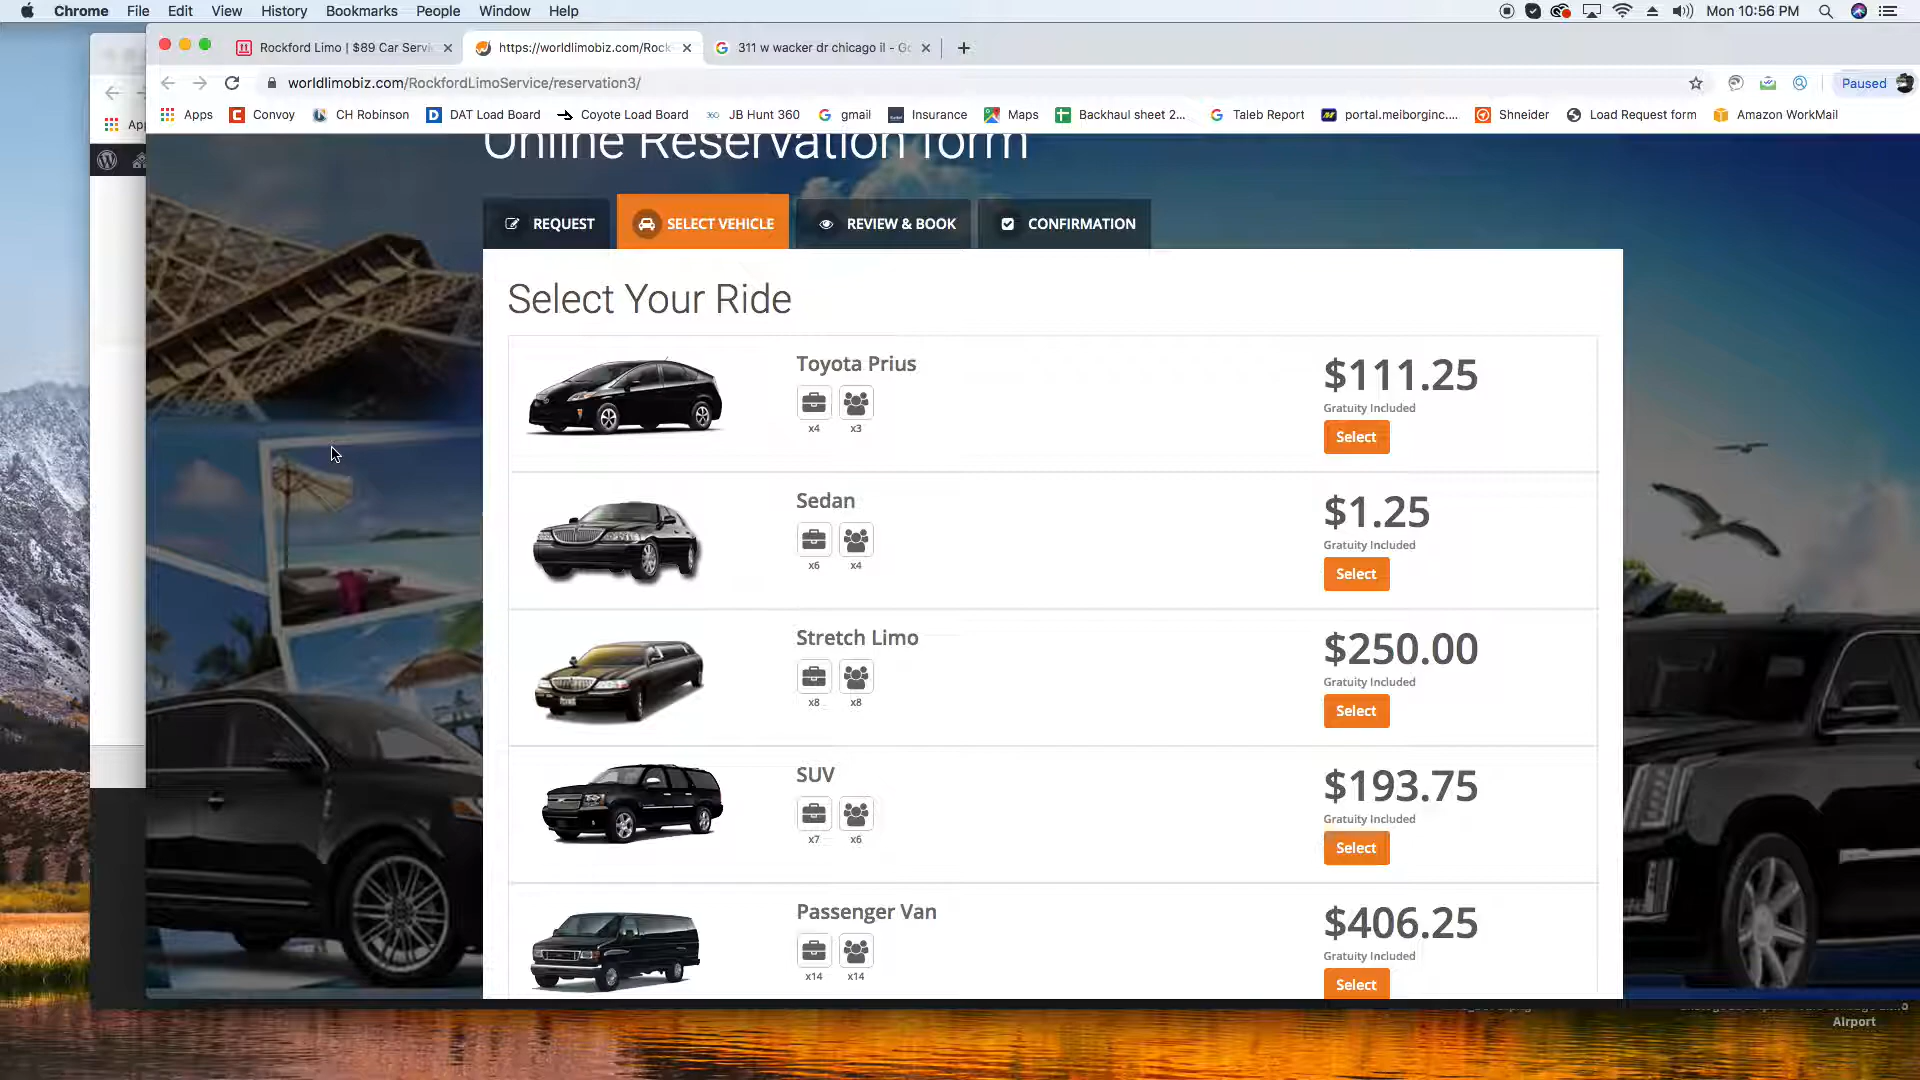 Chrome File Edit View History Bookmarks People Window Help Mon 10:56 PM
Rockford Limo | $89 Car Servi https://worldlimobiz.com/Rock 311 w wacker dr chicago il - Go
worldlimobiz.com/RockfordLimoService/reservation3/ Paused
Apps Convoy CH Robinson DAT Load Board Coyote Load Board JB Hunt 360 gmail Insurance Maps Backhaul sheet 2... Taleb Report portal.meiborginc.... Shneider Load Request form Amazon WorkMail
Online Reservation form
REQUEST SELECT VEHICLE REVIEW & BOOK CONFIRMATION
Select Your Ride
Toyota Prius
x4 x3
$111.25
Gratuity Included
Select
Sedan
x6 x4
$1.25
Gratuity Included
Select
Stretch Limo
x8 x8
$250.00
Gratuity Included
Select
SUV
x7 x6
$193.75
Gratuity Included
Select
Passenger Van
x14 x14
$406.25
Gratuity Included
Select
Airport